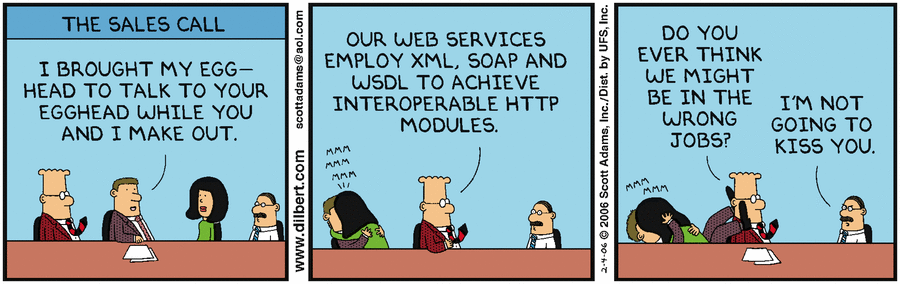 THE SALES CALL
I BROUGHT MY EGG-
HEAD TO TALK TO YOUR
EGGHEAD WHILE YOU
AND I MAKE OUT.
www.dilbert.com
scottadams@aol.com
OUR WEB SERVICES
EMPLOY XML, SOAP AND
WSDL TO ACHIEVE
INTEROPERABLE HTTP
MODULES.
MMM
MMM
MMM
2-4-06 © 2006 Scott Adams, Inc./Dist. by UFS, Inc.
DO YOU
EVER THINK
WE MIGHT
BE IN THE
WRONG
JOBS?
I'M NOT
GOING TO
KISS YOU.
MMM
MMM